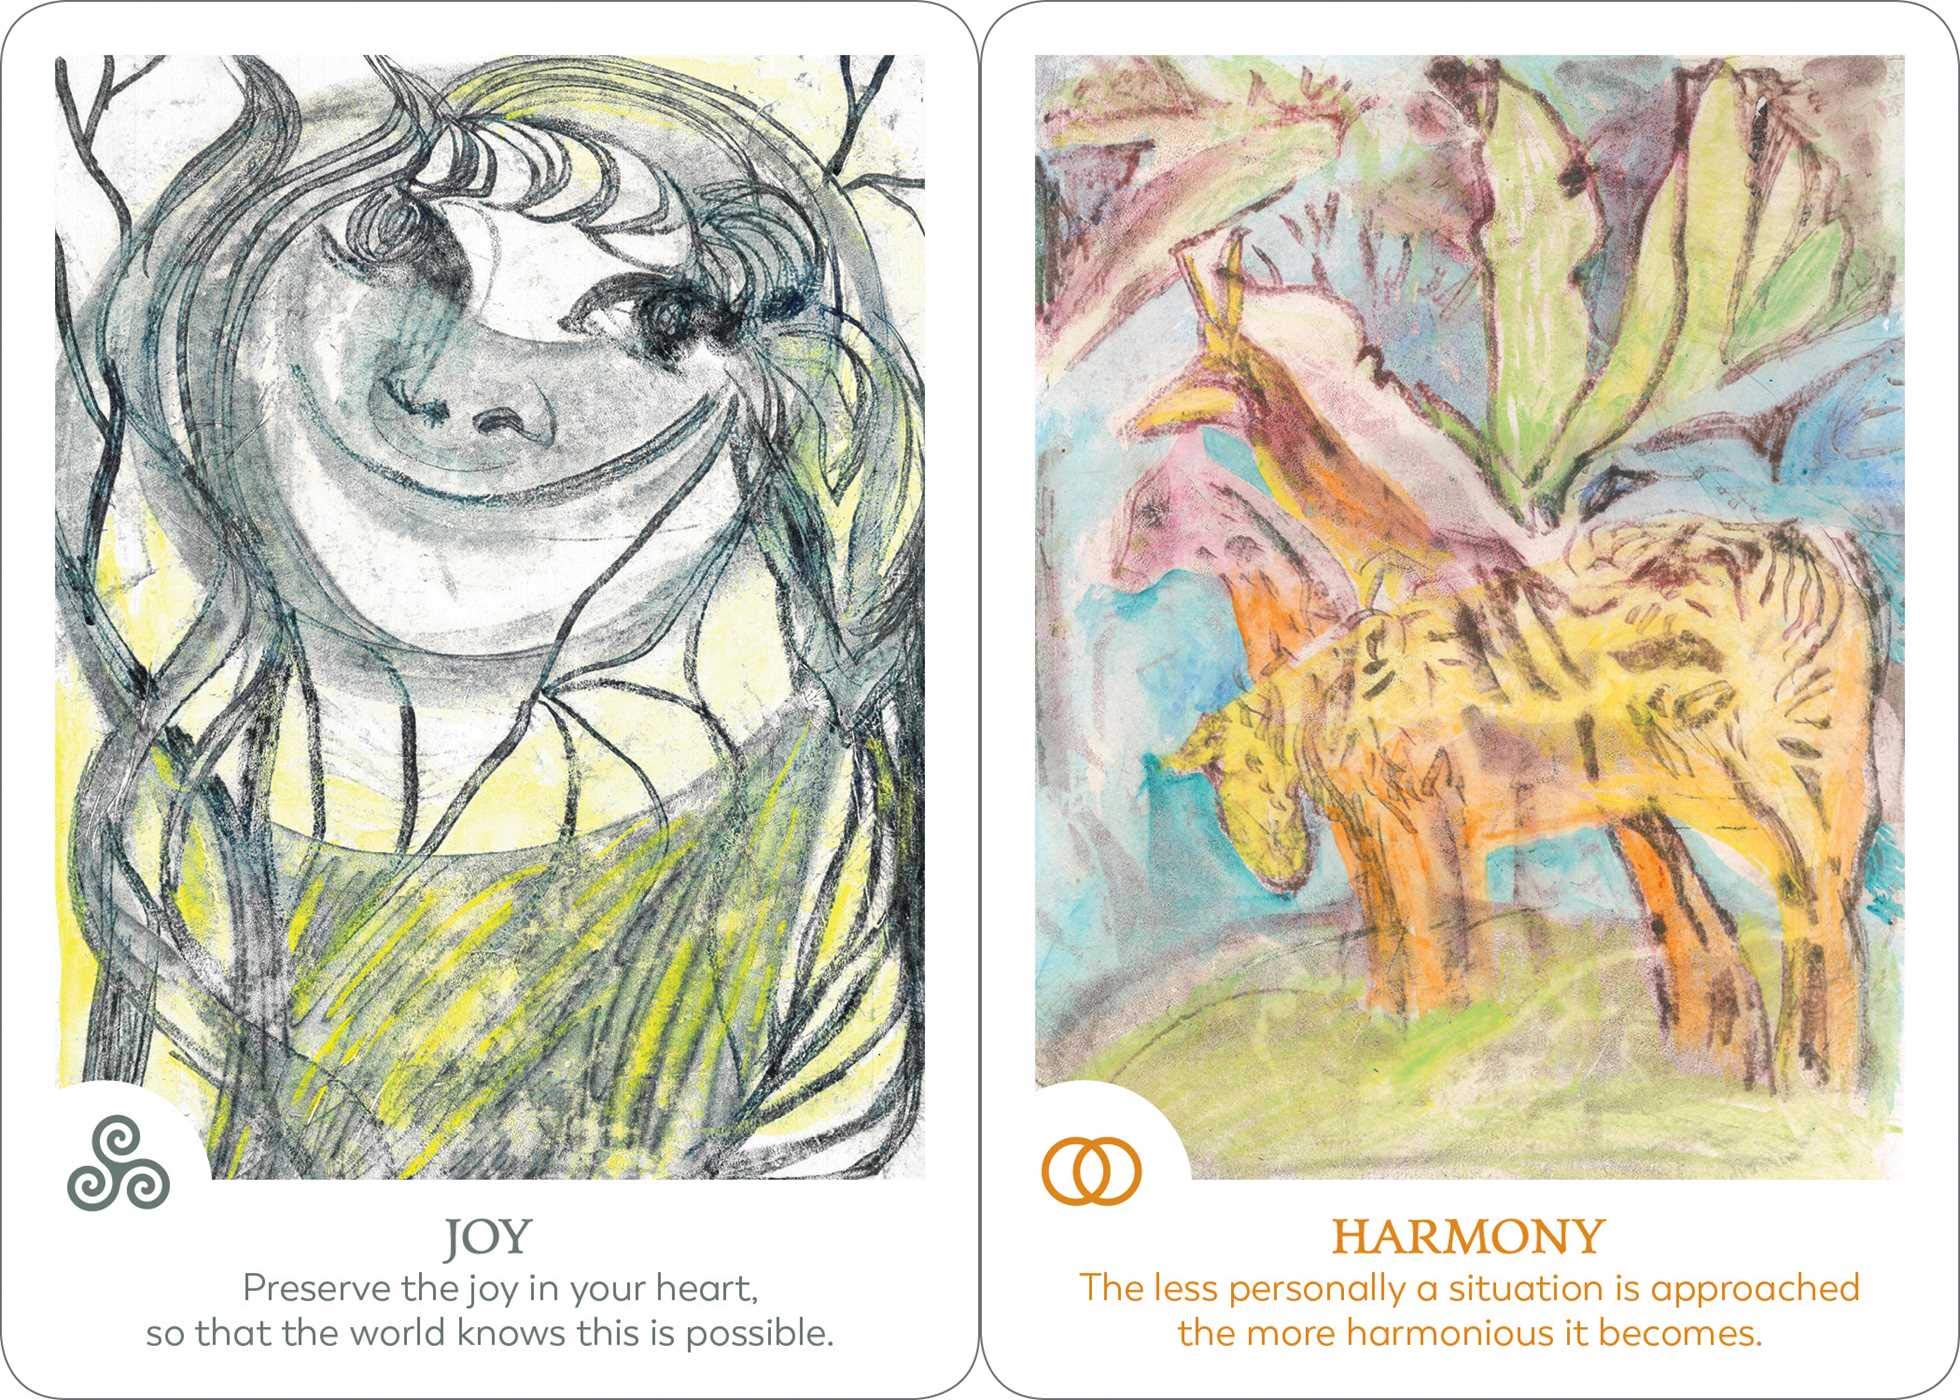 JOY
Preserve the joy in your heart,
so that the world knows this is possible.
HARMONY
The less personally a situation is approached
the more harmonious it becomes.